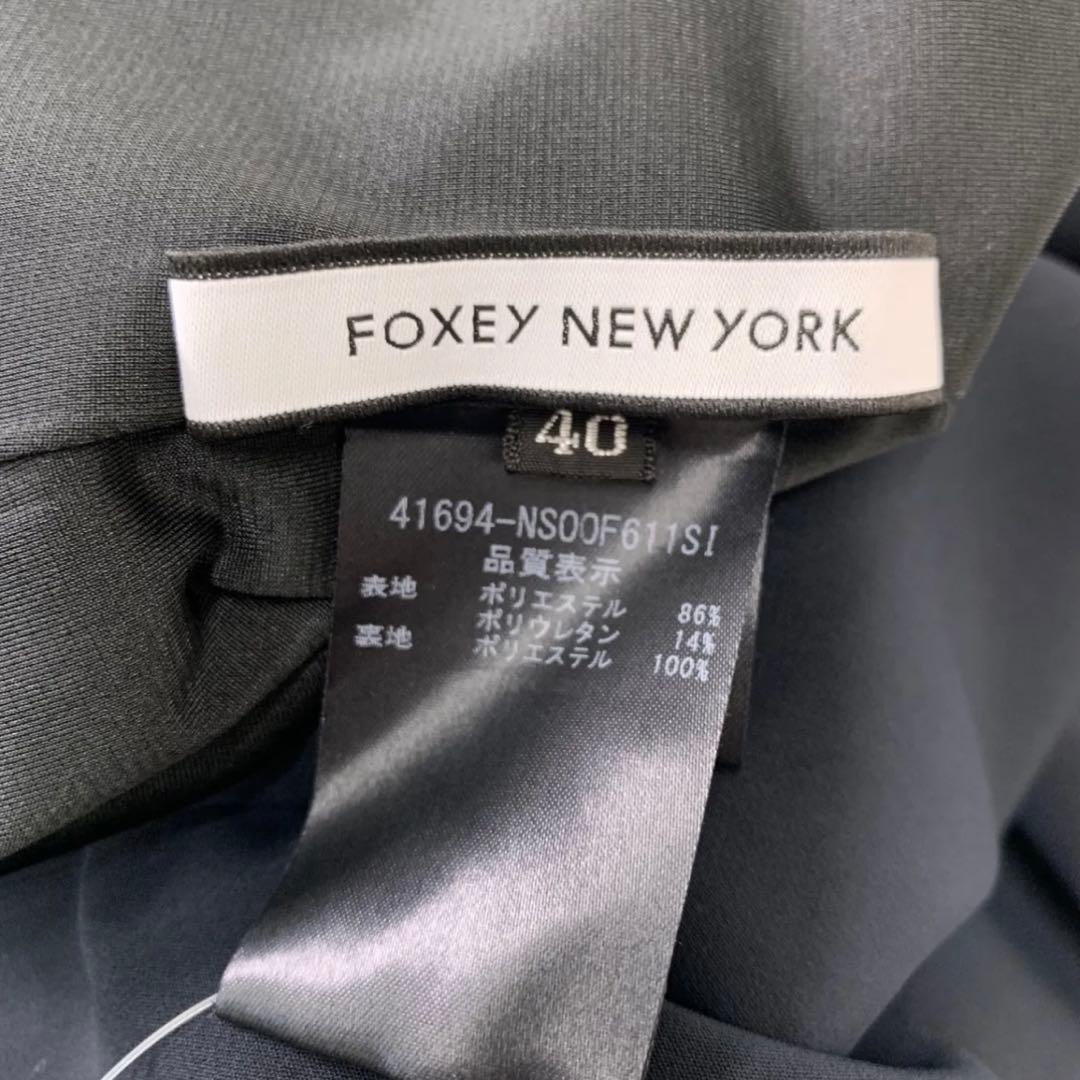 FOXEY NEW YORK
40
41694-NS00F611SI
品質表示
表地 ポリエステル 86%
ポリウレタン 14%
裏地 ポリエステル 100%